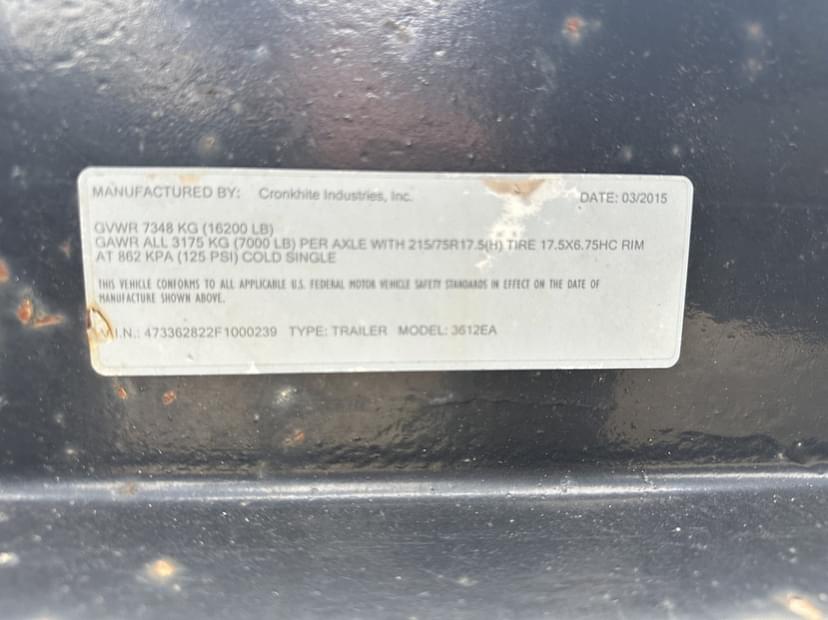 MANUFACTURED BY: Cronkhite Industries, Inc. DATE: 03/2015
GVWR 7348 KG (16200 LB)
GAWR ALL 3175 KG (7000 LB) PER AXLE WITH 215/75R17.5(H) TIRE 17.5X6.75HC RIM
AT 862 KPA (125 PSI) COLD SINGLE
THIS VEHICLE CONFORMS TO ALL APPLICABLE U.S. FEDERAL MOTOR VEHICLE SAFETY STANDARDS IN EFFECT ON THE DATE OF
MANUFACTURE SHOWN ABOVE.
V.I.N.: 473362822F1000239 TYPE: TRAILER MODEL: 3612EA